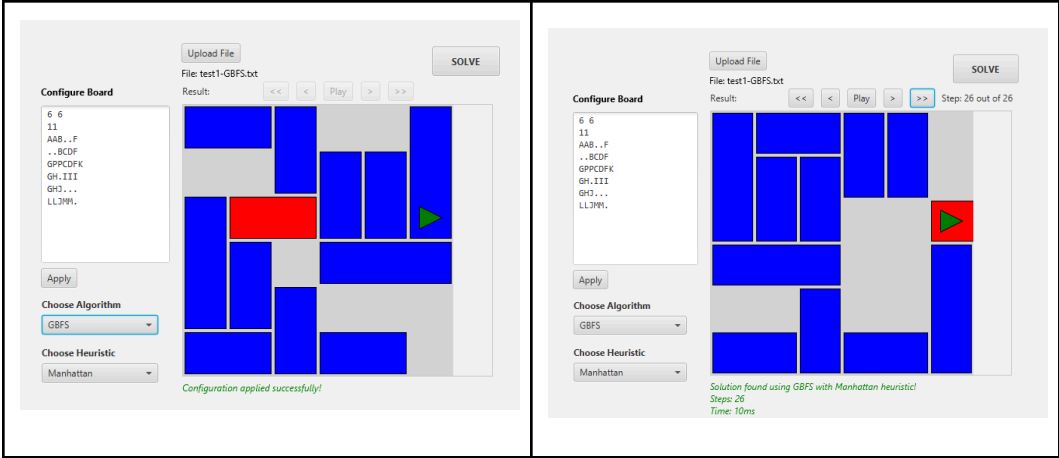 Upload File
SOLVE
File: test1-GBFS.txt
Configure Board
Result:
<<
<
Play
>
>>
6 6
11
AAB..F
..BCDF
GPPCDFK
GH.III
GHJ...
LLJMM.
Apply
Choose Algorithm
GBFS
Choose Heuristic
Manhattan
Configuration applied successfully!
Upload File
SOLVE
File: test1-GBFS.txt
Configure Board
Result:
<<
<
Play
>
>>
Step: 26 out of 26
6 6
11
AAB..F
..BCDF
GPPCDFK
GH.III
GHJ...
LLJMM.
Apply
Choose Algorithm
GBFS
Choose Heuristic
Manhattan
Solution found using GBFS with Manhattan heuristic!
Steps: 26
Time: 10ms